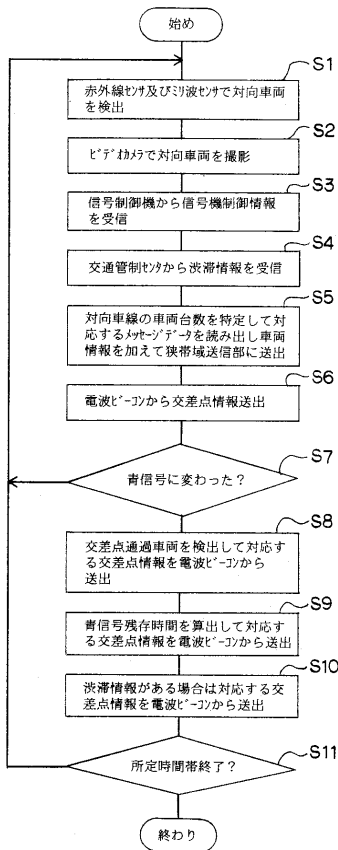 始め
S1
赤外線センサ及びミリ波センサで対向車両
を検出
S2
ビデオカメラで対向車両を撮影
S3
信号制御機から信号機制御情報
を受信
S4
交通管制センタから渋滞情報を受信
S5
対向車線の車両台数を特定して対
応するメッセージデータを読み出し車両
情報を加えて狭帯域送信部に送出
S6
電波ビーコンから交差点情報送出
S7
青信号に変わった?
S8
交差点通過車両を検出して対応す
る交差点情報を電波ビーコンから
送出
S9
青信号残存時間を算出して対応す
る交差点情報を電波ビーコンから送出
S10
渋滞情報がある場合は対応する交
差点情報を電波ビーコンから送出
S11
所定時間帯終了?
終わり